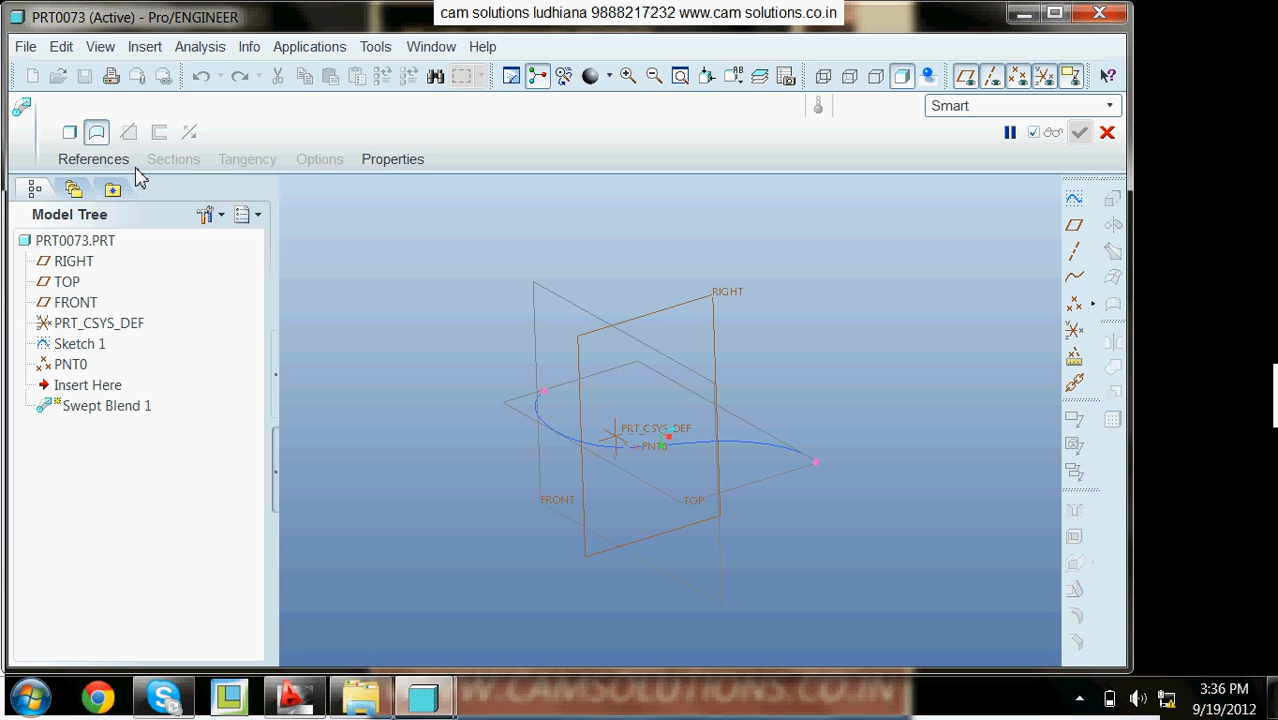 cam solutions ludhiana 9888217232 www.cam solutions.co.in
PRT0073 (Active) - Pro/ENGINEER
File Edit View Insert Analysis Info Applications Tools Window Help
Smart
References Sections Tangency Options Properties
Model Tree
PRT0073.PRT
RIGHT
TOP
FRONT
PRT_CSYS_DEF
Sketch 1
PNT0
Insert Here
Swept Blend 1
RIGHT
PRT_CSYS_DEF
PNT0
FRONT
TOP
3:36 PM
9/19/2012